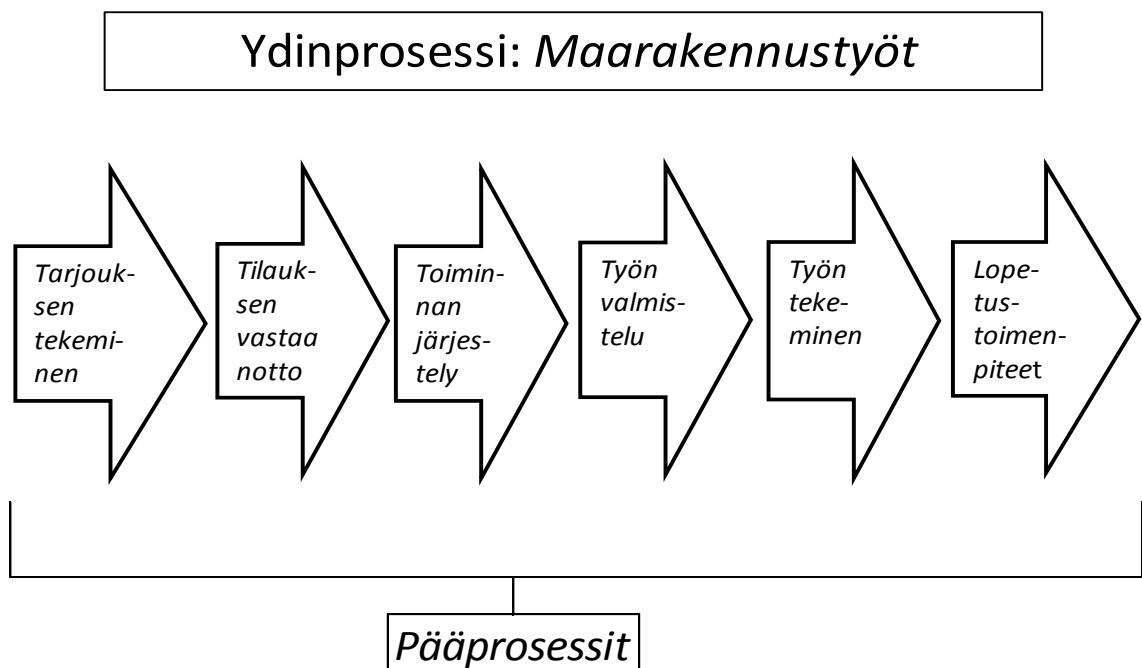 Ydinprosessi: Maarakennustyöt
Tarjouk-
sen
tekemi-
nen
Tilauk-
sen
vastaa
notto
Toimin-
nan
järjes-
tely
Työn
valmis-
telu
Työn
teke-
minen
Lope-
tus-
toimen-
piteet
Pääprosessit